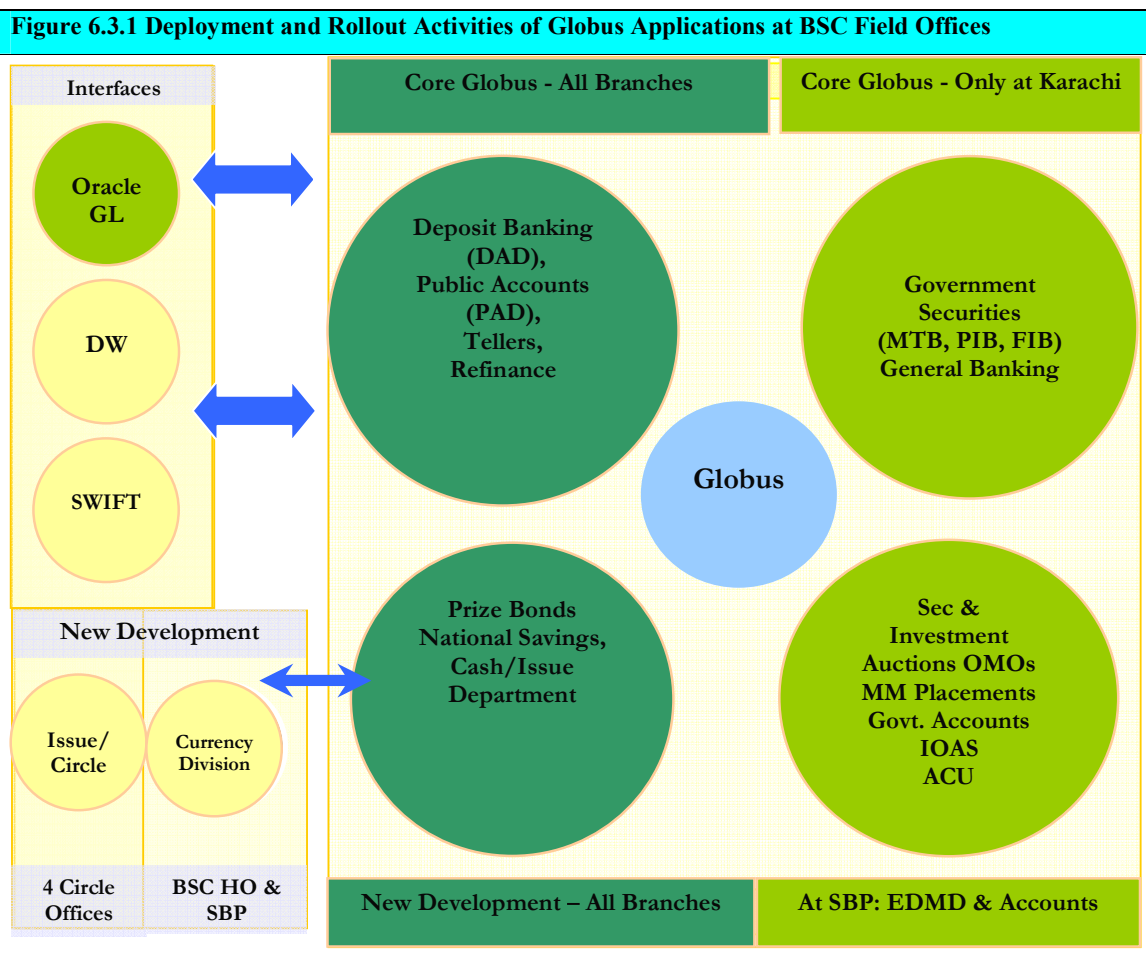 Figure 6.3.1 Deployment and Rollout Activities of Globus Applications at BSC Field Offices
Interfaces
Oracle
GL
DW
SWIFT
Core Globus - All Branches
Core Globus - Only at Karachi
Deposit Banking
(DAD),
Public Accounts
(PAD),
Tellers,
Refinance
Government
Securities
(MTB, PIB, FIB)
General Banking
Globus
New Development
Issue/
Circle
Currency
Division
4 Circle
Offices
BSC HO &
SBP
Prize Bonds
National Savings,
Cash/Issue
Department
Sec &
Investment
Auctions OMOs
MM Placements
Govt. Accounts
IOAS
ACU
New Development – All Branches
At SBP: EDMD & Accounts